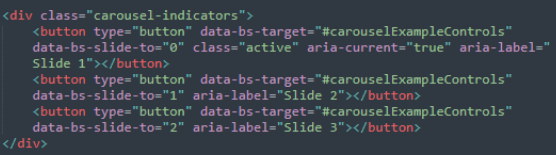 <div class="carousel-indicators">
<button type="button" data-bs-target="#carouselExampleControls"
data-bs-slide-to="0" class="active" aria-current="true" aria-label="
Slide 1"></button>
<button type="button" data-bs-target="#carouselExampleControls"
data-bs-slide-to="1" aria-label="Slide 2"></button>
<button type="button" data-bs-target="#carouselExampleControls"
data-bs-slide-to="2" aria-label="Slide 3"></button>
</div>